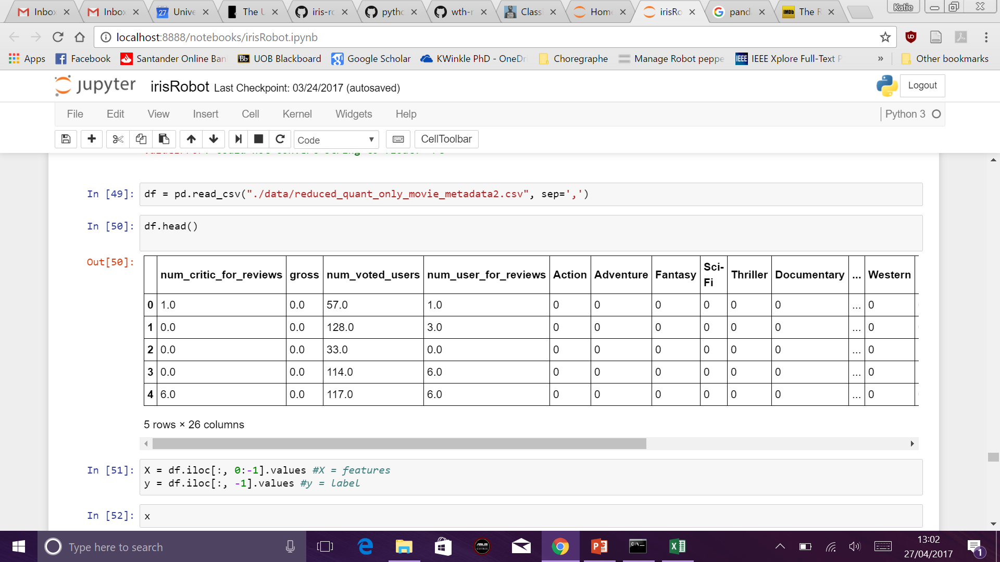 Inbo
Inbo
27
Unive
The U
iris-ro
pytho
wth-r
Classi
Home
irisRo
pand
IMDb
The R
Katie
localhost:8888/notebooks/irisRobot.ipynb
Apps
Facebook
Santander Online Ban
Bb
UOB Blackboard
Google Scholar
KWinkle PhD - OneDri
Choregraphe
Manage Robot peppe
IEEE
IEEE Xplore Full-Text P
»
Other bookmarks
jupyter
irisRobot Last Checkpoint: 03/24/2017 (autosaved)
Logout
File Edit View Insert Cell Kernel Widgets Help
Python 3
Code
CellToolbar
In [49]: df = pd.read_csv("./data/reduced_quant_only_movie_metadata2.csv", sep=',')
In [50]: df.head()
Out[50]:
num_critic_for_reviews gross num_voted_users num_user_for_reviews Action Adventure Fantasy Sci-Fi Thriller Documentary ... Western
0 1.0 0.0 57.0 1.0 0 0 0 0 0 0 ... 0
1 0.0 0.0 128.0 3.0 0 0 0 0 0 0 ... 0
2 0.0 0.0 33.0 0.0 0 0 0 0 0 0 ... 0
3 0.0 0.0 114.0 6.0 0 0 0 0 0 0 ... 0
4 6.0 0.0 117.0 6.0 0 0 0 0 0 0 ... 0
5 rows × 26 columns
In [51]: X = df.iloc[:, 0:-1].values #X = features
y = df.iloc[:, -1].values #y = label
In [52]: x
Type here to search
ASUS
13:02
27/04/2017
1